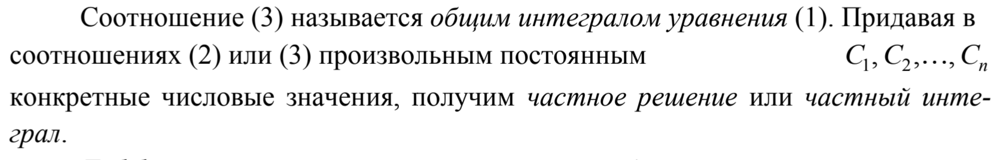 Соотношение (3) называется общим интегралом уравнения (1). Придавая в
соотношениях (2) или (3) произвольным постоянным C₁, C₂,…, Cₙ
конкретные числовые значения, получим частное решение или частный инте-
грал.